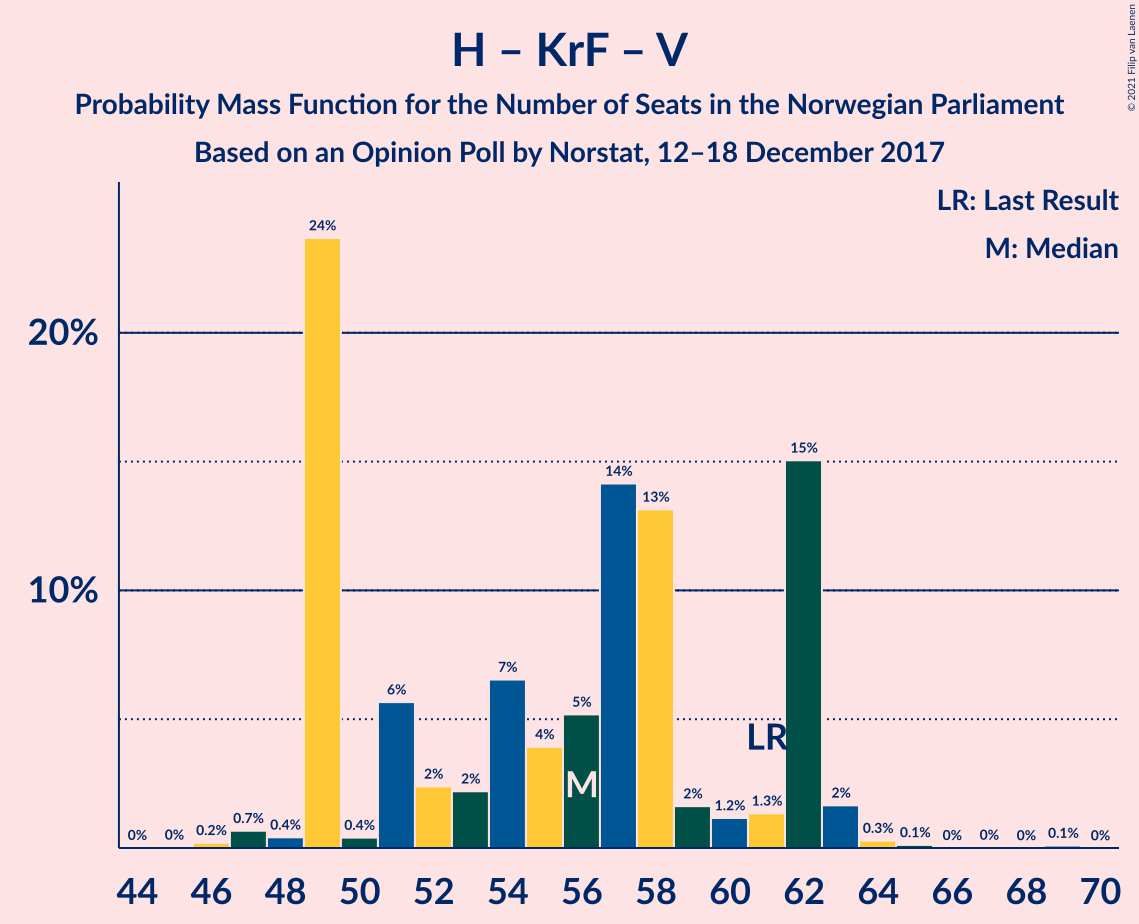 H – KrF – V
Probability Mass Function for the Number of Seats in the Norwegian Parliament
Based on an Opinion Poll by Norstat, 12–18 December 2017
© 2021 Filip van Laenen
LR: Last Result
M: Median
20%
10%
0% 0% 0.2% 0.7% 0.4% 24% 0.4% 6% 2% 2% 7% 4% 5% 14% 13% 2% 1.2% 1.3% 15% 2% 0.3% 0.1% 0% 0% 0% 0.1% 0%
LR
M
44 46 48 50 52 54 56 58 60 62 64 66 68 70